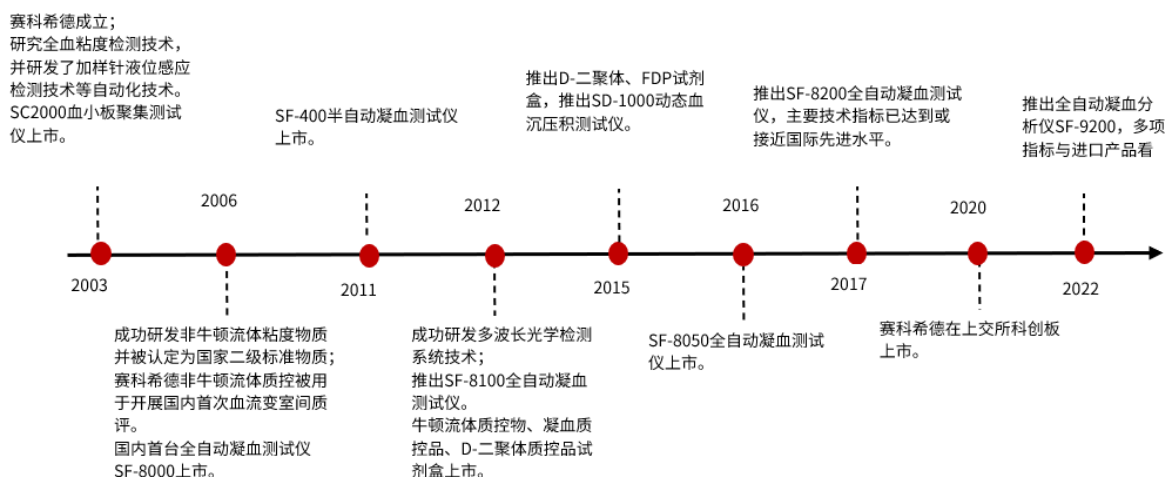 赛科希德成立；
研究全血粘度检测技术，
并研发了加样针液位感应
检测技术等自动化技术。
SC2000血小板聚集测试
仪上市。
SF-400半自动凝血测试仪
上市。
推出D-二聚体、FDP试剂
盒，推出SD-1000动态血
沉压积测试仪。
推出SF-8200全自动凝血测试
仪，主要技术指标已达到或
接近国际先进水平。
推出全自动凝血分
析仪SF-9200，多项
指标与进口产品看
2006
2012
2016
2020
2003
2011
2015
2017
2022
成功研发非牛顿流体粘度物质
并被认定为国家二级标准物质；
赛科希德非牛顿流体质控被用
于开展国内首次血流变室间质
评。
国内首台全自动凝血测试仪
SF-8000上市。
成功研发多波长光学检测
系统技术；
推出SF-8100全自动凝血
测试仪。
牛顿流体质控物、凝血质
控品、D-二聚体质控品试
剂盒上市。
SF-8050全自动凝血测试
仪上市。
赛科希德在上交所科创板
上市。